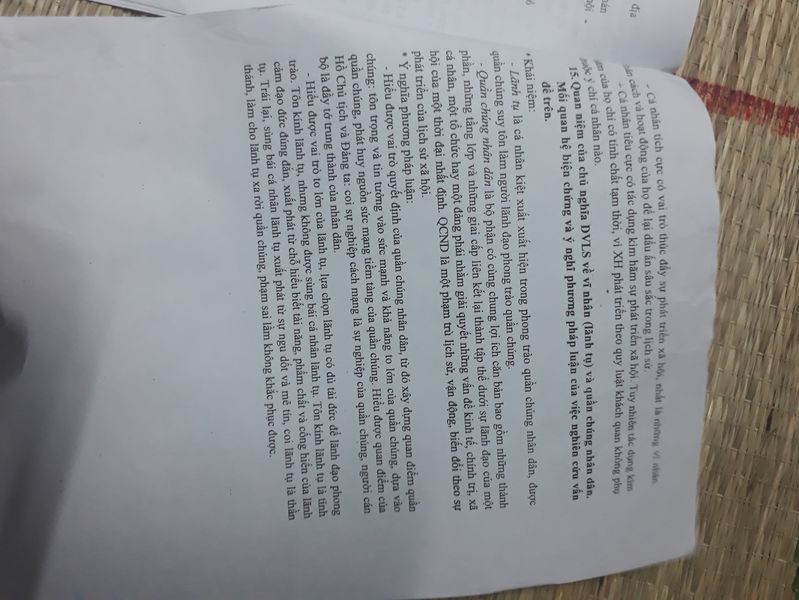 địa
- Cá nhân tích cực có vai trò thúc đẩy sự phát triển xã hội, nhất là những vĩ nhân.
cách và hoạt động của họ để lại dấu ấn sâu sắc trong lịch sử.
- Cá nhân tiêu cực có tác dụng kìm hãm sự phát triển xã hội. Tuy nhiên tác dụng kìm
của họ chỉ có tính chất tạm thời, vì XH phát triển theo quy luật khách quan không phụ
ý chí cá nhân nào.
15. Quan niệm của chủ nghĩa DVLS về vĩ nhân (lãnh tụ) và quần chúng nhân dân.
Mối quan hệ biện chứng và ý nghĩ phương pháp luận của việc nghiên cứu vấn
đề trên.
* Khái niệm:
- Lãnh tụ là cá nhân kiệt xuất xuất hiện trong phong trào quần chúng nhân dân, được
quần chúng suy tôn làm người lãnh đạo phong trào quần chúng.
- Quần chúng nhân dân là bộ phận có cùng chung lợi ích căn bản bao gồm những thành
phần, những tầng lớp và những giai cấp liên kết lại thành tập thể dưới sự lãnh đạo của một
cá nhân, một tổ chức hay một đảng phái nhằm giải quyết những vấn đề kinh tế, chính trị, xã
hội của một thời đại nhất định. QCND là một phạm trù lịch sử, vận động, biến đổi theo sự
phát triển của lịch sử xã hội.
* Ý nghĩa phương pháp luận:
- Hiểu được vai trò quyết định của quần chúng nhân dân, từ đó xây dựng quan điểm quần
chúng: tôn trọng và tin tưởng vào sức mạnh và khả năng to lớn của quần chúng, dựa vào
quần chúng, phát huy nguồn sức mạng tiềm tàng của quần chúng. Hiểu được quan điểm của
Hồ Chủ tịch và Đảng ta: coi sự nghiệp cách mạng là sự nghiệp của quần chúng, người cán
bộ là đầy tớ trung thành của nhân dân.
- Hiểu được vai trò to lớn của lãnh tụ, lựa chọn lãnh tụ có đủ tài đức để lãnh đạo phong
trào. Tôn kính lãnh tụ, nhưng không được sùng bái cá nhân lãnh tụ. Tôn kính lãnh tụ là tình
cảm đạo đức đúng đắn, xuất phát từ chỗ hiểu biết tài năng, phẩm chất và cống hiến của lãnh
tụ. Trái lại, sùng bái cá nhân lãnh tụ xuất phát từ sự ngu dốt và mê tín, coi lãnh tụ là thần
thánh, làm cho lãnh tụ xa rời quần chúng, phạm sai lầm không khắc phục được.